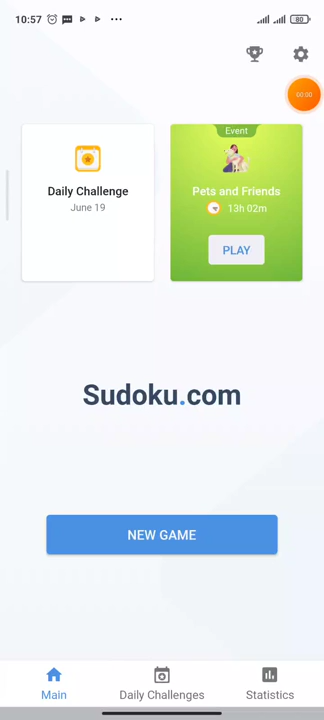 10:57
80
00:00
Daily Challenge
June 19
Event
Pets and Friends
13h 02m
PLAY
Sudoku.com
NEW GAME
Main
Daily Challenges
Statistics